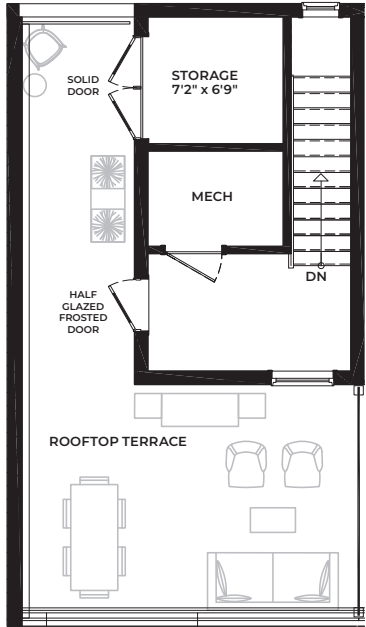 SOLID
DOOR
STORAGE
7'2" x 6'9"
MECH
HALF
GLAZED
FROSTED
DOOR
DN
ROOFTOP TERRACE